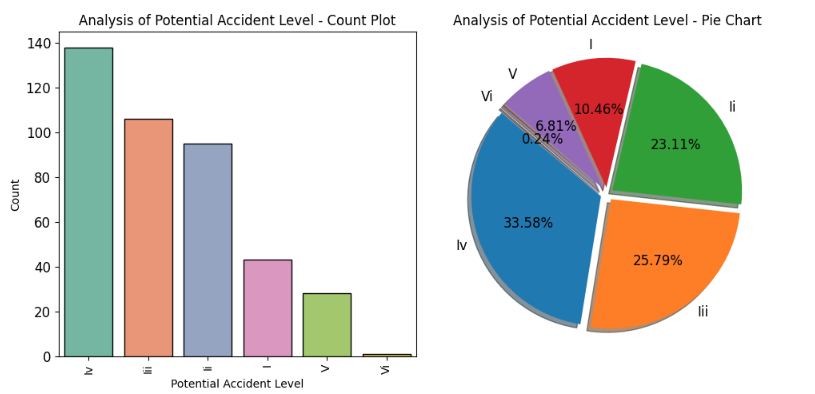 Analysis of Potential Accident Level - Count Plot
140
120
100
80
60
40
20
0
Count
Iv
Iii
Ii
I
V
Vi
Potential Accident Level
Analysis of Potential Accident Level - Pie Chart
I
V
Vi
Ii
10.46%
6.81%
0.24%
23.11%
33.58%
Iv
25.79%
Iii